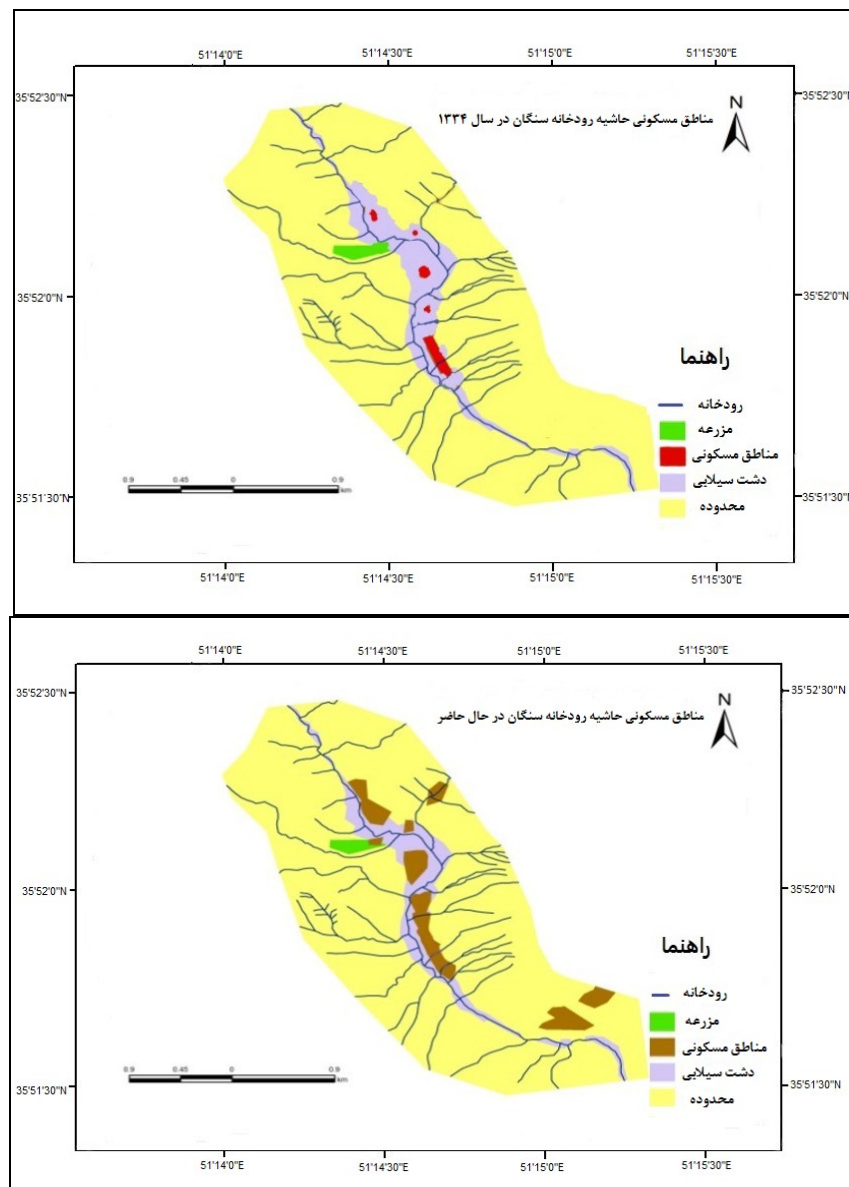 51°14'0"E 51°14'30"E 51°15'0"E 51°15'30"E
35°52'30"N 35°52'30"N
مناطق مسکونی حاشیه رودخانه سنگان در سال ۱۳۳۴
N
35°52'0"N 35°52'0"N
راهنما
رودخانه
مزرعه
مناطق مسکونی
دشت سیلابی
محدوده
0.9 0.45 0 0.9
km
35°51'30"N 35°51'30"N
51°14'0"E 51°14'30"E 51°15'0"E 51°15'30"E
51°14'0"E 51°14'30"E 51°15'0"E 51°15'30"E
35°52'30"N 35°52'30"N
مناطق مسکونی حاشیه رودخانه سنگان در حال حاضر
N
35°52'0"N 35°52'0"N
راهنما
رودخانه
مزرعه
مناطق مسکونی
دشت سیلابی
محدوده
0.9 0.45 0 0.9
km
35°51'30"N 35°51'30"N
51°14'0"E 51°14'30"E 51°15'0"E 51°15'30"E